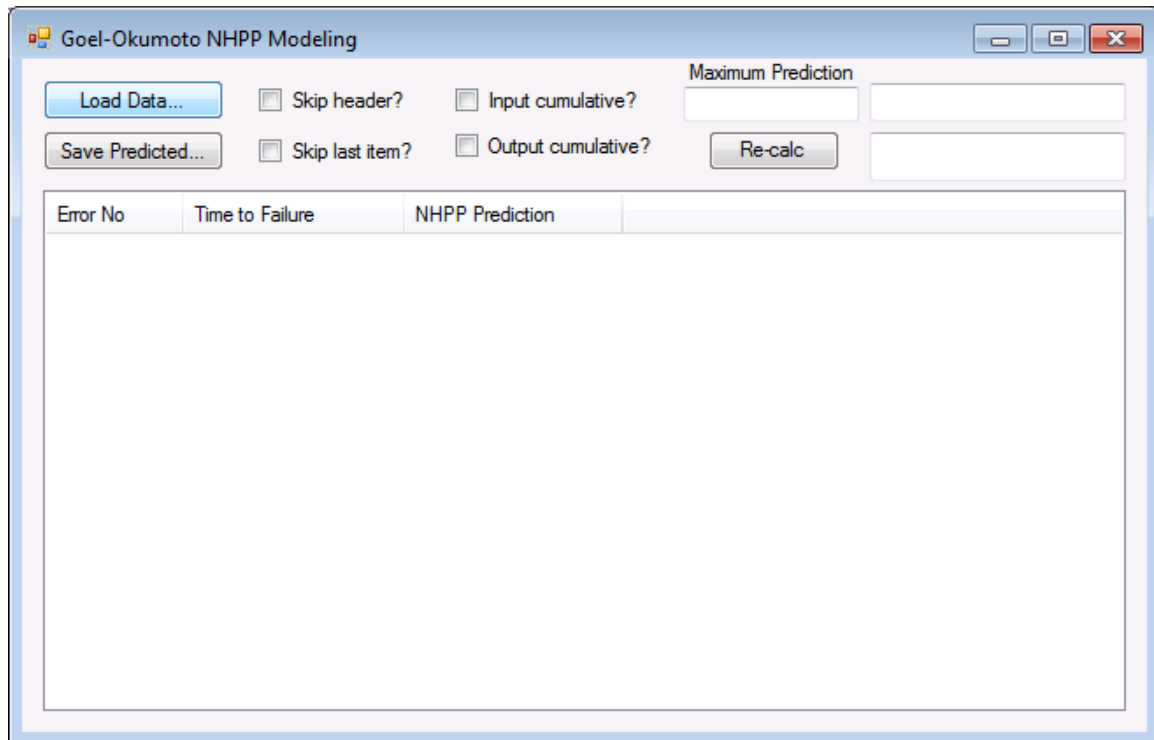 Goel-Okumoto NHPP Modeling
Maximum Prediction
Load Data... Skip header? Input cumulative?
Save Predicted... Skip last item? Output cumulative? Re-calc
Error No Time to Failure NHPP Prediction